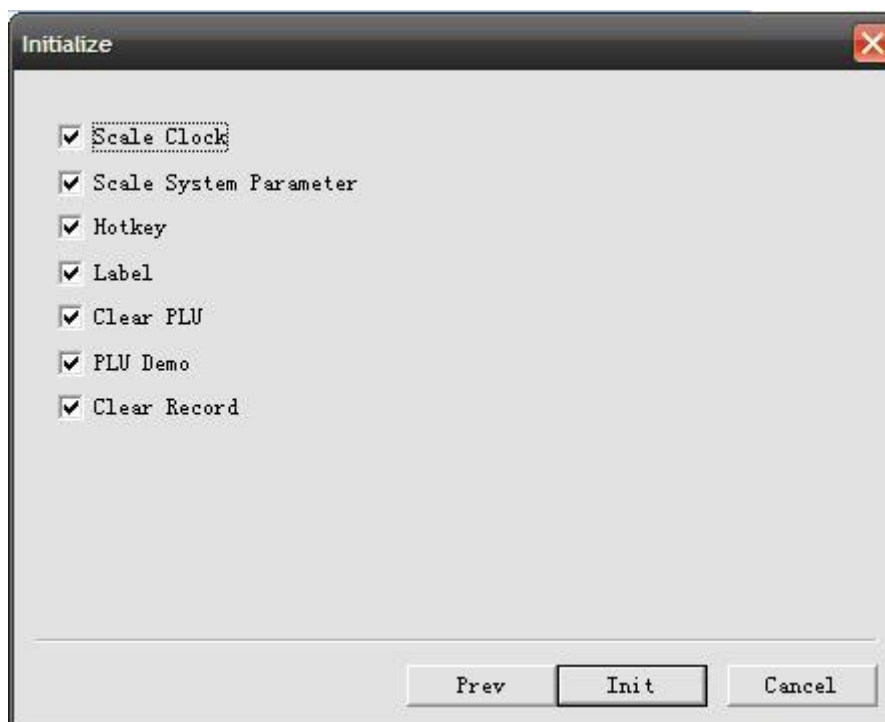 Initialize
Scale Clock
Scale System Parameter
Hotkey
Label
Clear PLU
PLU Demo
Clear Record
Prev Init Cancel